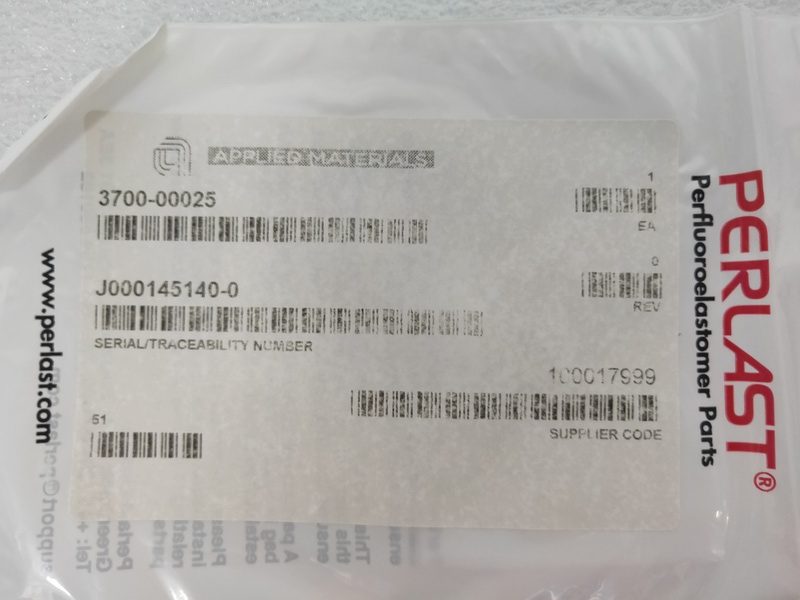 APPLIED MATERIALS
3700-00025
1
EA
J000145140-0
0
REV
SERIAL/TRACEABILITY NUMBER
100017999
SUPPLIER CODE
51
PERLAST®
Perfluoroelastomer Parts
www.perlast.com